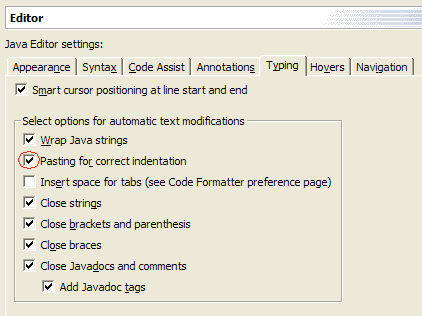 Editor
Java Editor settings:
Appearance Syntax Code Assist Annotations Typing Hovers Navigation
Smart cursor positioning at line start and end
Select options for automatic text modifications
Wrap Java strings
Pasting for correct indentation
Insert space for tabs (see Code Formatter preference page)
Close strings
Close brackets and parenthesis
Close braces
Close Javadocs and comments
Add Javadoc tags